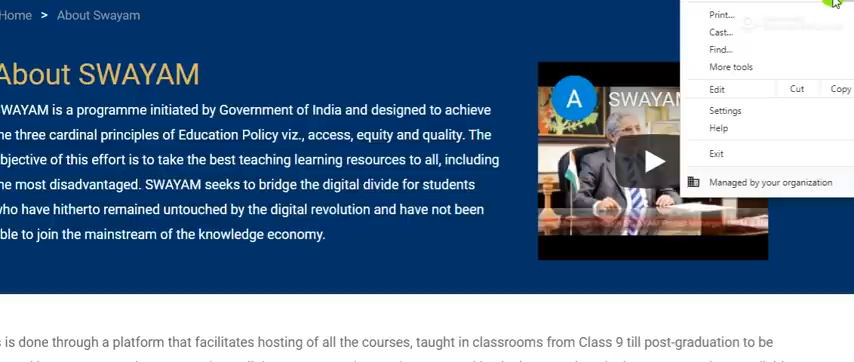 Home > About Swayam
About SWAYAM
SWAYAM is a programme initiated by Government of India and designed to achieve
the three cardinal principles of Education Policy viz., access, equity and quality. The
objective of this effort is to take the best teaching learning resources to all, including
the most disadvantaged. SWAYAM seeks to bridge the digital divide for students
who have hitherto remained untouched by the digital revolution and have not been
able to join the mainstream of the knowledge economy.
A SWAYAM
Print...
Cast...
Find...
More tools
Edit Cut Copy
Settings
Help
Exit
Managed by your organization
s is done through a platform that facilitates hosting of all the courses, taught in classrooms from Class 9 till post-graduation to be